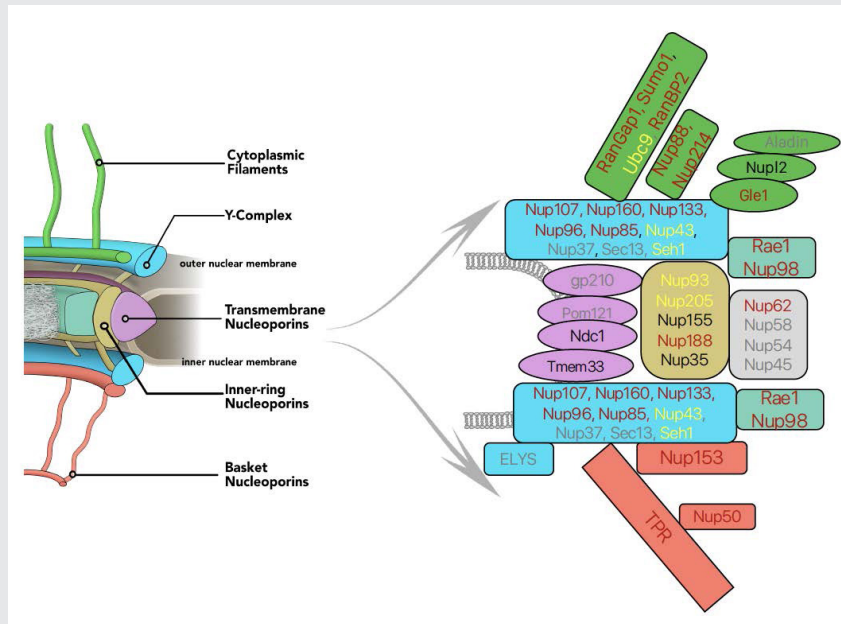 Cytoplasmic
Filaments
Y-Complex
outer nuclear membrane
Transmembrane
Nucleoporins
inner nuclear membrane
Inner-ring
Nucleoporins
Basket
Nucleoporins
RanGap1, Sumo1,
Ubc9 RanBP2
Nup88,
Nup214
Aladin
Nupl2
Gle1
Nup107, Nup160, Nup133,
Nup96, Nup85, Nup43,
Nup37, Sec13, Seh1
Rae1
Nup98
gp210
Pom121
Ndc1
Tmem33
Nup93
Nup205
Nup155
Nup188
Nup35
Nup62
Nup58
Nup54
Nup45
Nup107, Nup160, Nup133,
Nup96, Nup85, Nup43,
Nup37, Sec13, Seh1
Rae1
Nup98
ELYS
Nup153
TPR
Nup50